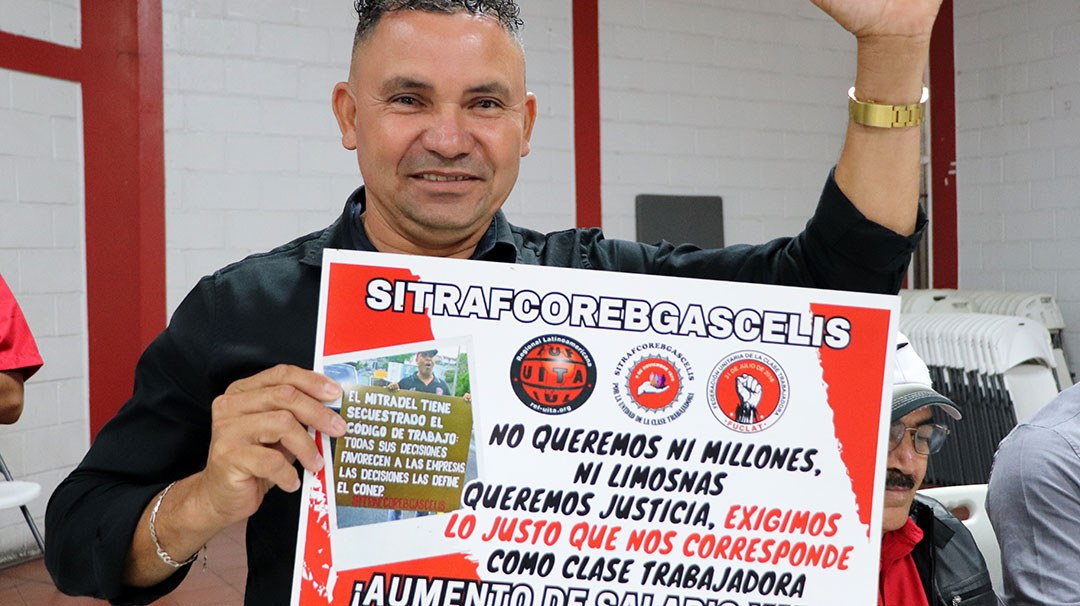 SITRAFCOREBGASCELIS
Regional Latinoamericana
UITA
rel-uita.org
SITRAFCOREBGASCELIS
POR LA UNIDAD DE LA CLASE TRABAJADORA
FEDERACIÓN UNITARIA DE LA CLASE TRABAJADORA
FUCLAT
EL MITRADEL TIENE
SECUESTRADO EL
CÓDIGO DE TRABAJO:
TODAS SUS DECISIONES
FAVORECEN A LAS EMPRESAS
LAS DECISIONES LAS DEFINE
EL CONEP.
NO QUEREMOS NI MILLONES,
NI LIMOSNAS
QUEREMOS JUSTICIA, EXIGIMOS
LO JUSTO QUE NOS CORRESPONDE
COMO CLASE TRABAJADORA
¡AUMENTO DE SALARIO